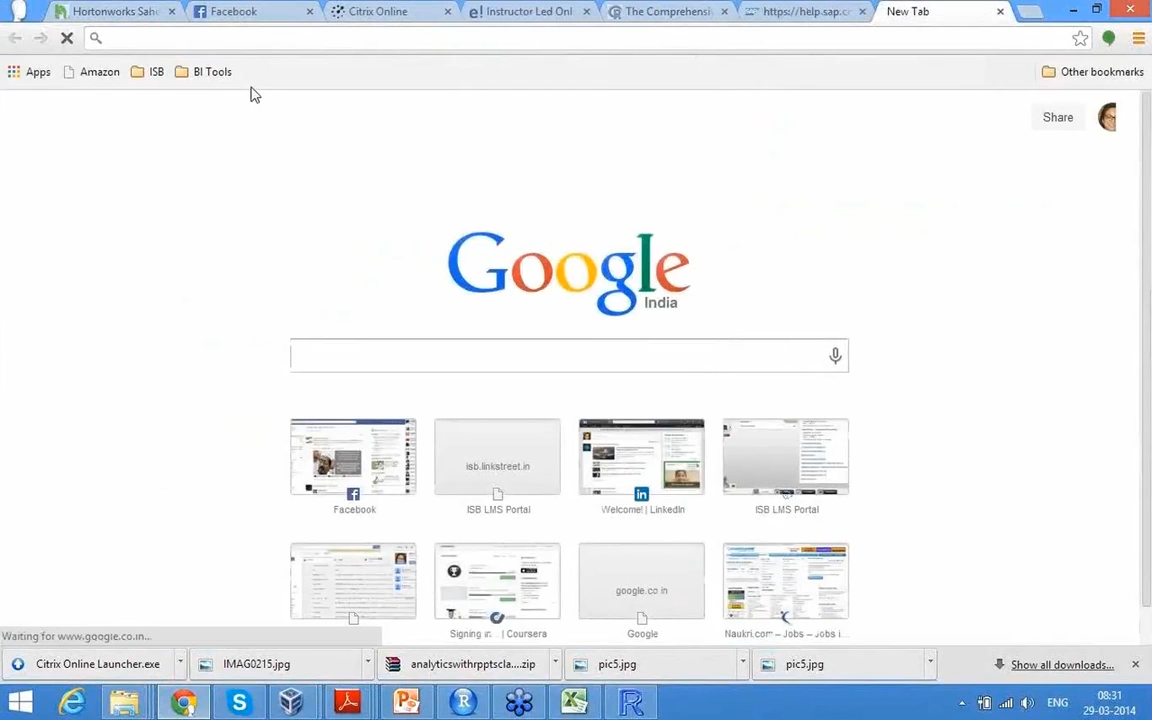 Hortonworks Sah
Facebook
Citrix Online
Instructor Led Onl
The Comprehensi
https://help.sap.c
New Tab
Apps
Amazon
ISB
BI Tools
Other bookmarks
Share
Google
India
isb.linkstreet.in
Facebook
ISB LMS Portal
Welcome! | LinkedIn
ISB LMS Portal
google.co.in
Signing in... | Coursera
Google
Naukri.com – Jobs – Jobs i...
Waiting for www.google.co.in...
Citrix Online Launcher.exe
IMAG0215.jpg
analyticswithrpptscla....zip
pic5.jpg
pic5.jpg
Show all downloads...
ENG
08:31
29-03-2014